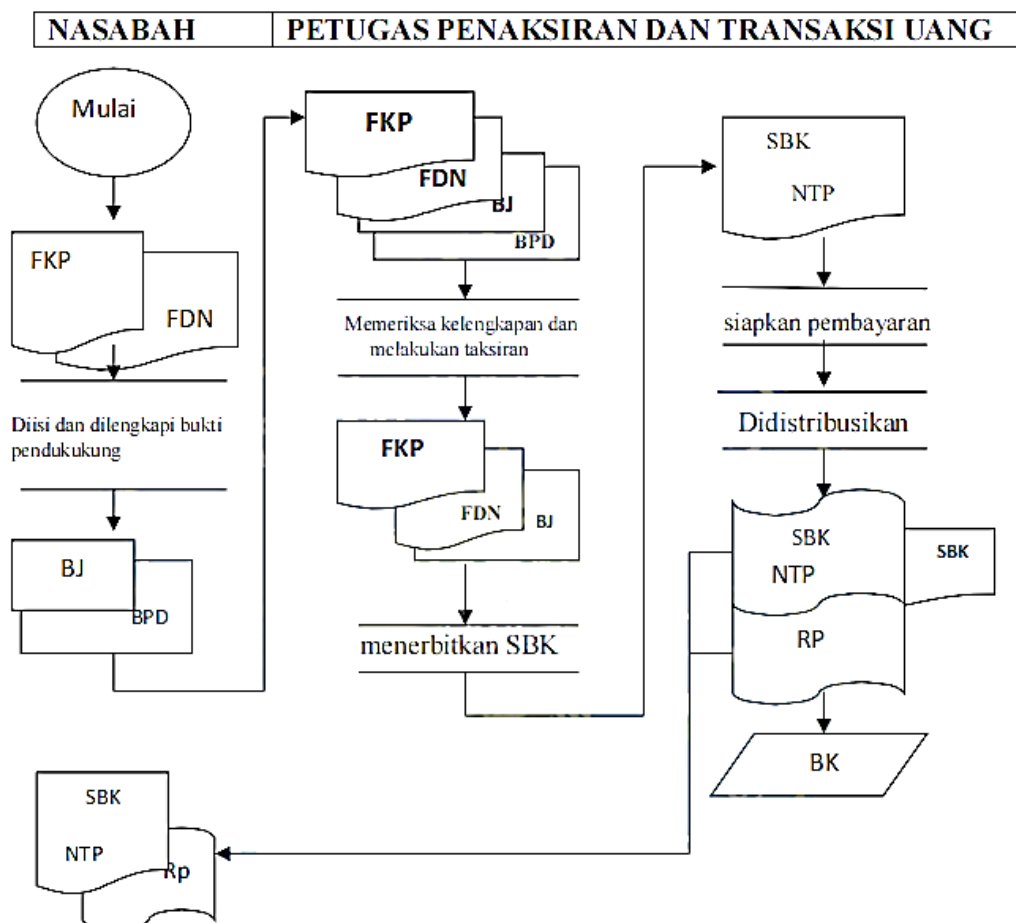 NASABAH
PETUGAS PENAKSIRAN DAN TRANSAKSI UANG
Mulai
FKP
FDN
Diisi dan dilengkapi bukti
pendukukung
BJ
BPD
FKP
FDN
BJ
BPD
Memeriksa kelengkapan dan
melakukan taksiran
FKP
FDN
BJ
menerbitkan SBK
SBK
NTP
siapkan pembayaran
Didistribusikan
SBK
NTP
SBK
RP
BK
SBK
NTP
Rp